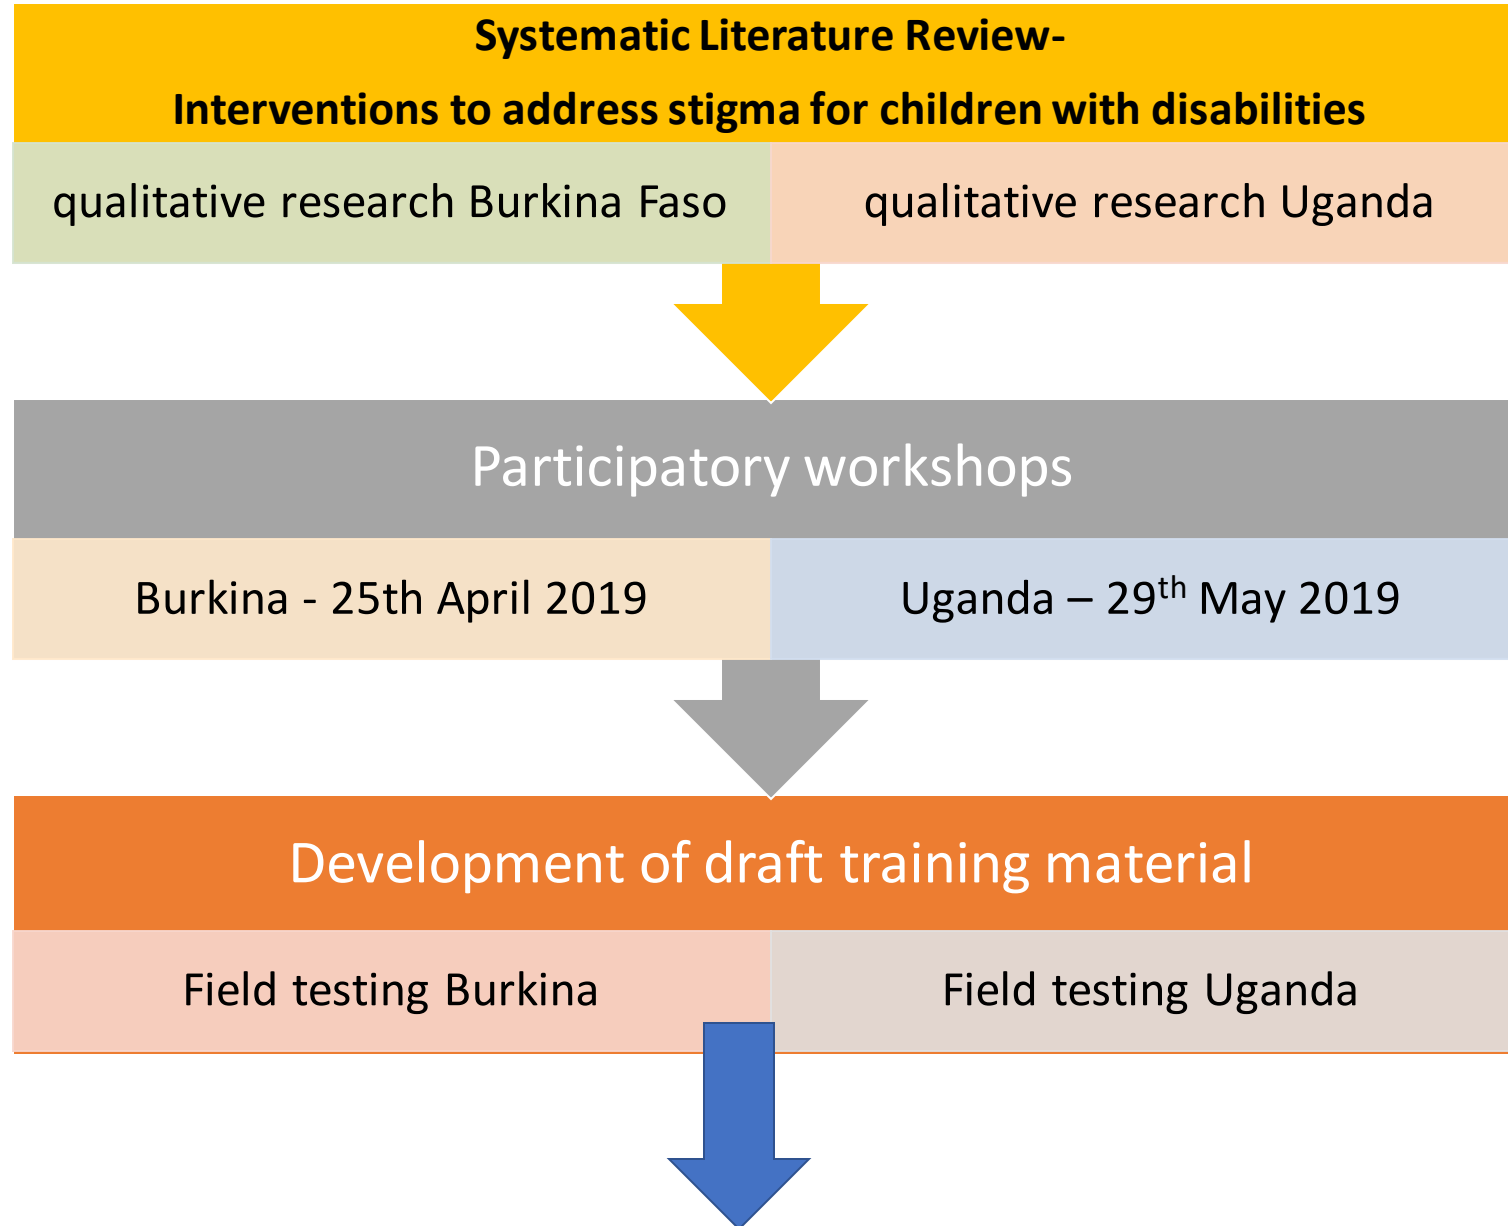 Systematic Literature Review-
Interventions to address stigma for children with disabilities
qualitative research Burkina Faso
qualitative research Uganda
Participatory workshops
Burkina - 25th April 2019
Uganda – 29th May 2019
Development of draft training material
Field testing Burkina
Field testing Uganda